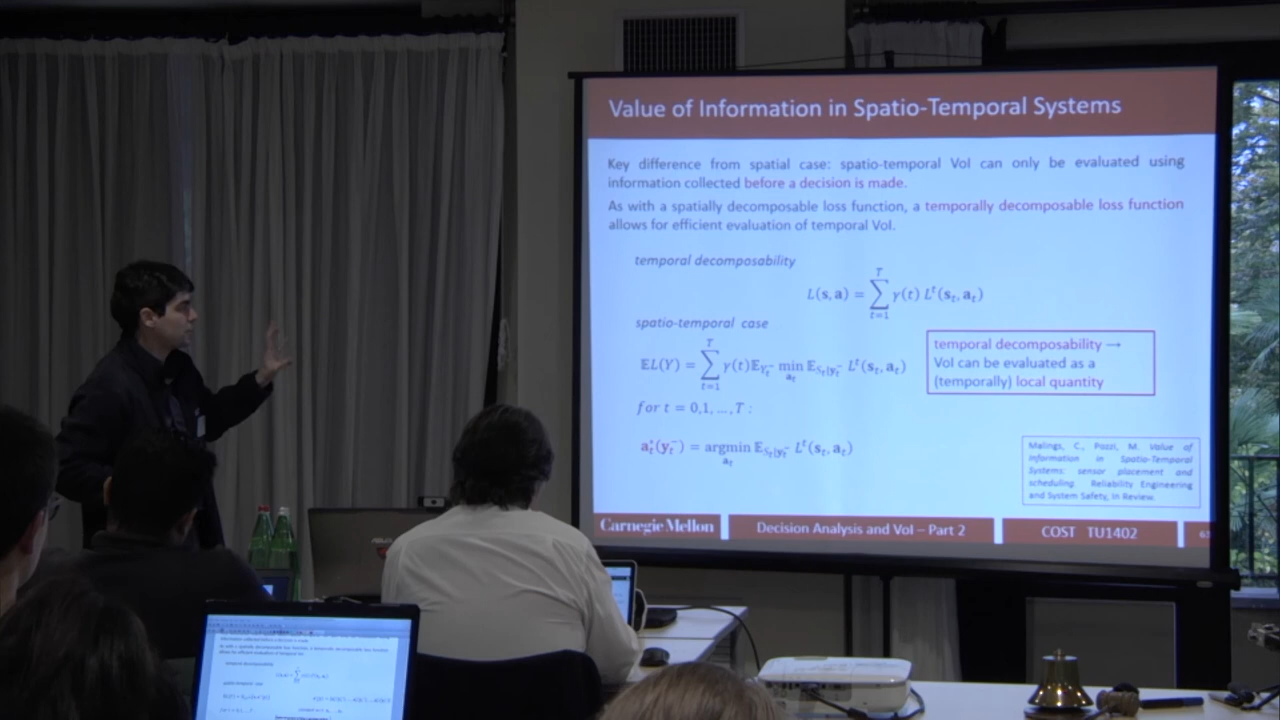 Value of Information in Spatio-Temporal Systems
Key difference from spatial case: spatio-temporal VoI can only be evaluated using
information collected before a decision is made.
As with a spatially decomposable loss function, a temporally decomposable loss function
allows for efficient evaluation of temporal VoI.
temporal decomposability
L(s, a) = ∑_{t=1}^{T} γ(t) L^t(s_t, a_t)
spatio-temporal case
𝔼L(Y) = ∑_{t=1}^{T} γ(t)𝔼_{Y_t^-} min_{a_t} 𝔼_{S_t|y_t^-} L^t(s_t, a_t)
temporal decomposability →
VoI can be evaluated as a
(temporally) local quantity
for t = 0,1, ..., T :
a_t^*(y_t^-) = argmin_{a_t} 𝔼_{S_t|y_t^-} L^t(s_t, a_t)
Malings, C., Pozzi, M. Value of
Information in Spatio-Temporal
Systems: sensor placement and
scheduling. Reliability Engineering
and System Safety, In Review.
Carnegie Mellon
Decision Analysis and VoI – Part 2
COST TU1402